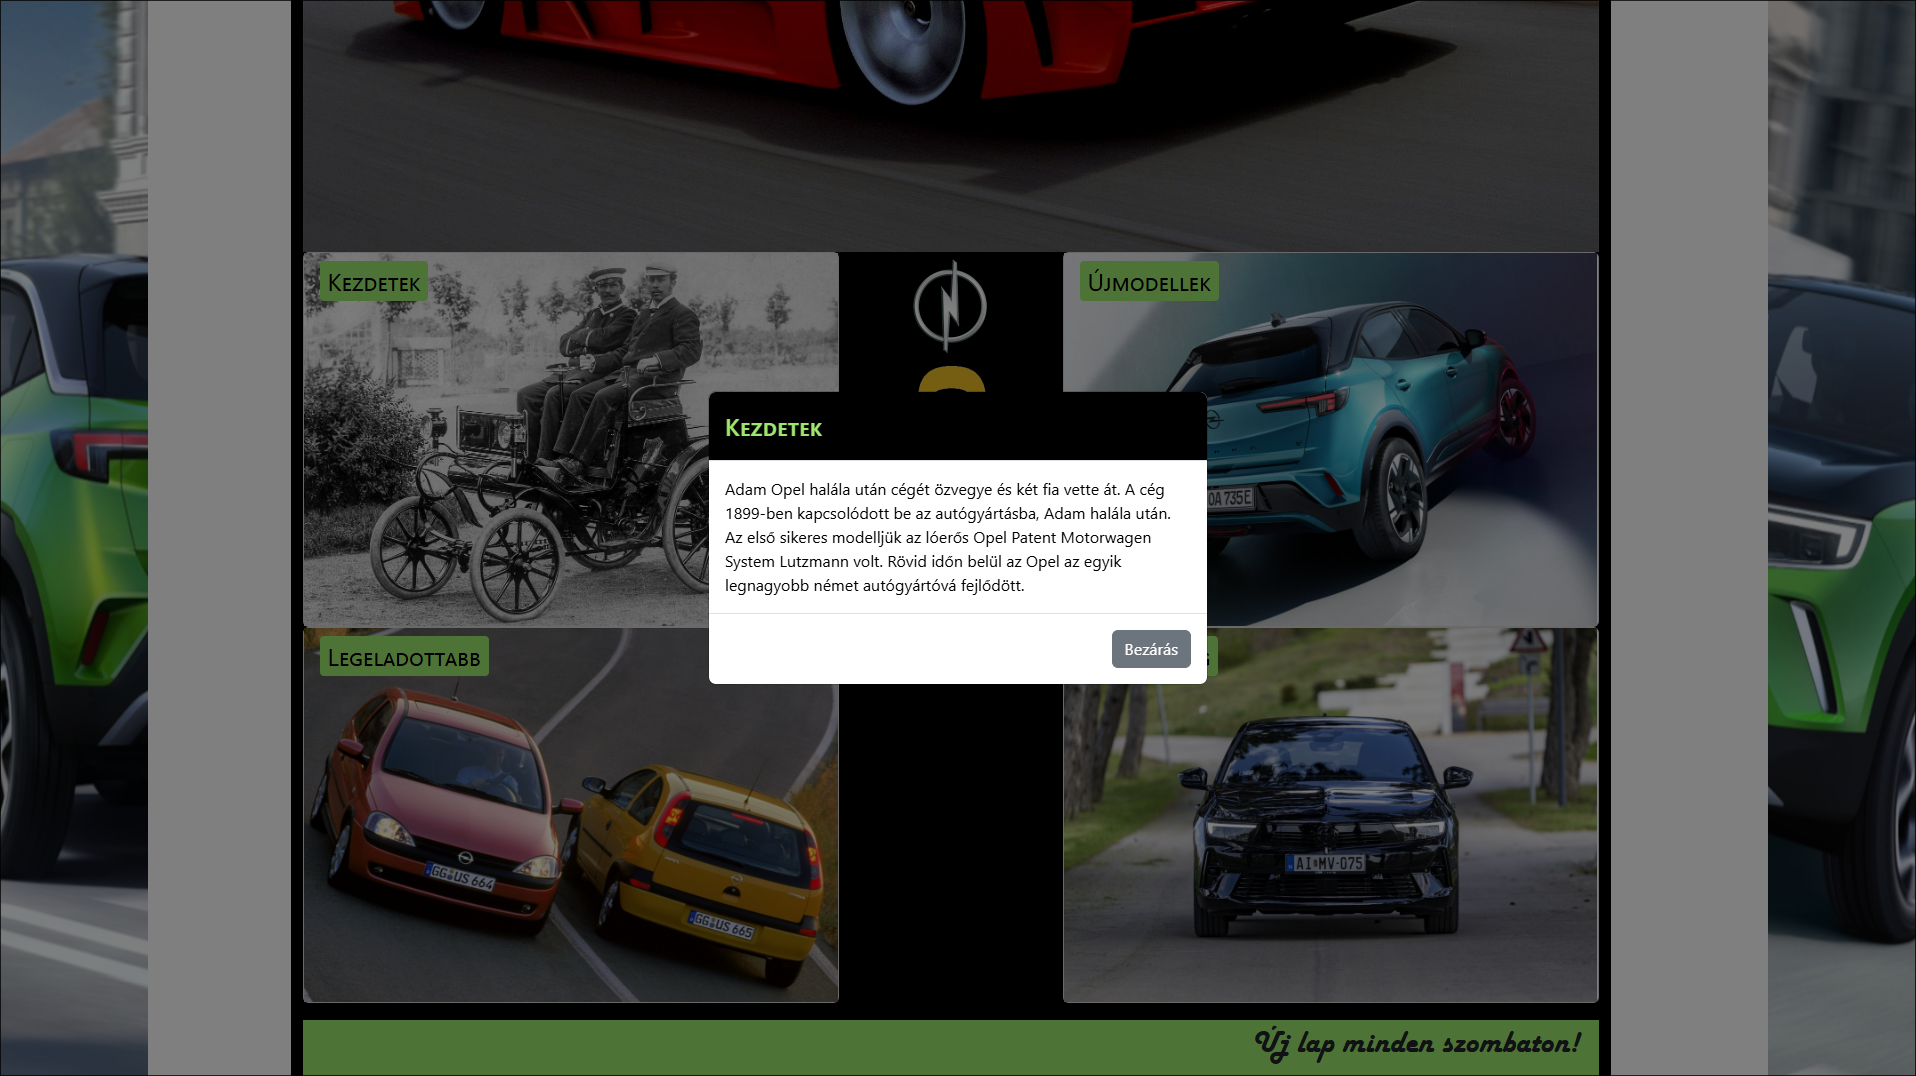 Kezdetek
Újmodellek
Kezdetek
Adam Opel halála után cégét özvegye és két fia vette át. A cég
1899-ben kapcsolódott be az autógyártásba, Adam halála után.
Az első sikeres modelljük az lóerős Opel Patent Motorwagen
System Lutzmann volt. Rövid időn belül az Opel az egyik
legnagyobb német autógyártóvá fejlődött.
OA 735E
Bezárás
Legeladottabb
GG US 664
GG US 665
AI MV-075
Új lap minden szombaton!